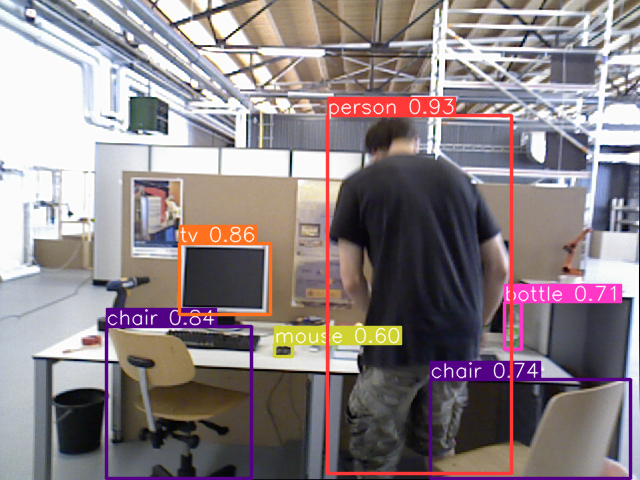 person 0.93
tv 0.86
bottle 0.71
chair 0.84
mouse 0.60
chair 0.74